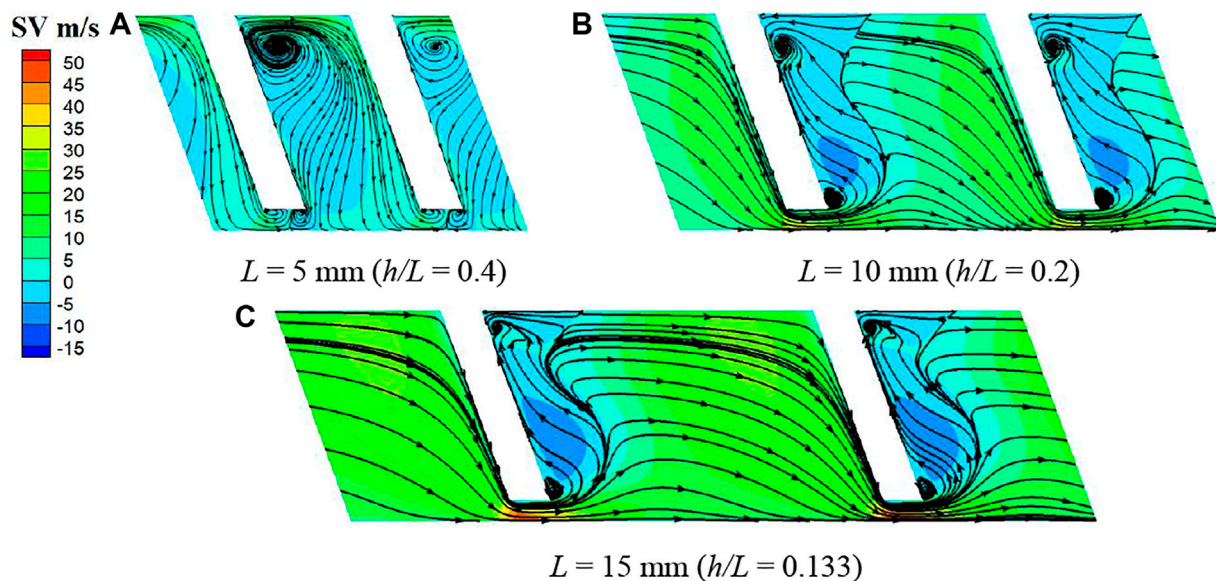 SV m/s
50
45
40
35
30
25
20
15
10
5
0
-5
-10
-15
A
B
L = 5 mm (h/L = 0.4)
L = 10 mm (h/L = 0.2)
C
L = 15 mm (h/L = 0.133)